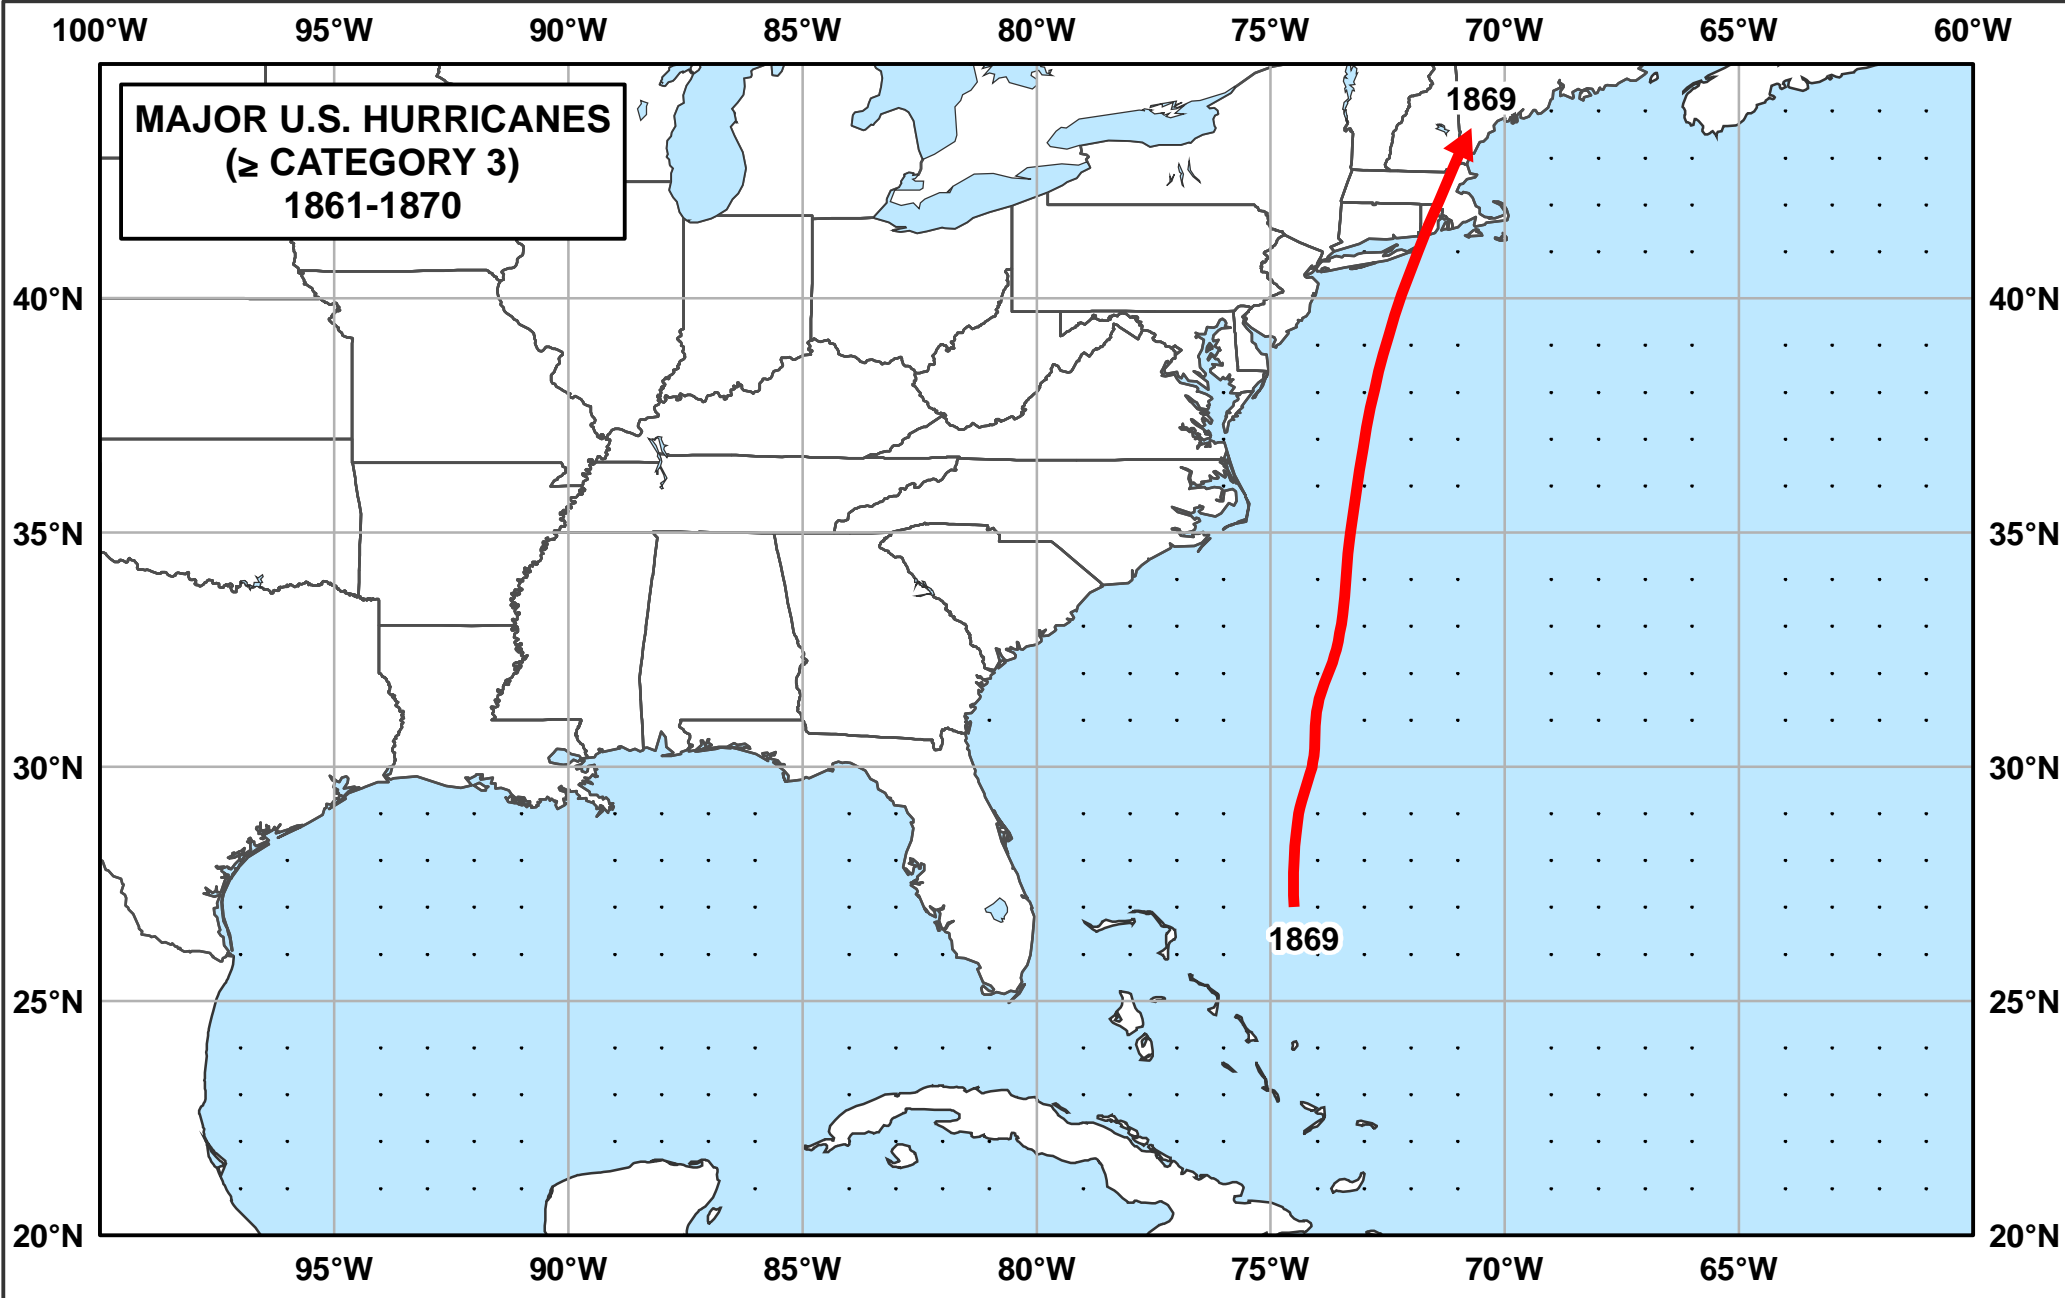 100°W 95°W 90°W 85°W 80°W 75°W 70°W 65°W 60°W
MAJOR U.S. HURRICANES
(≥ CATEGORY 3)
1861-1870
1869
40°N 40°N
35°N 35°N
30°N 30°N
1869
25°N 25°N
20°N 20°N
95°W 90°W 85°W 80°W 75°W 70°W 65°W